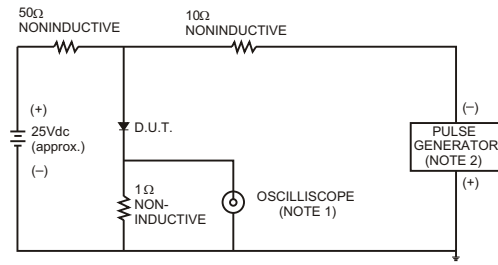 50Ω
NONINDUCTIVE
10Ω
NONINDUCTIVE
(+)
25Vdc
(approx.)
(−)
D.U.T.
1Ω
NON-
INDUCTIVE
OSCILLISCOPE
(NOTE 1)
(−)
PULSE
GENERATOR
(NOTE 2)
(+)